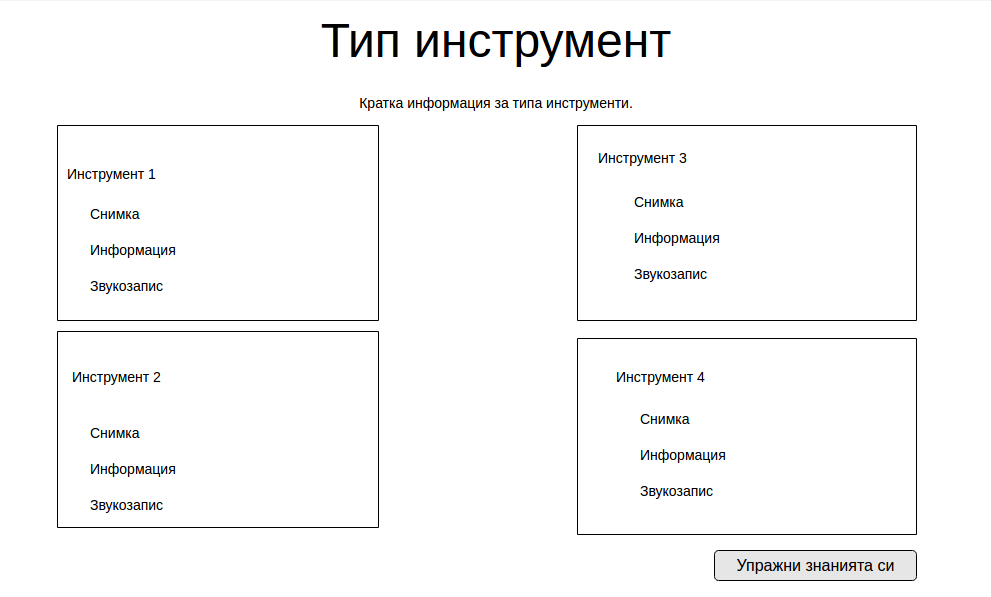 Тип инструмент
Кратка информация за типа инструменти.
Инструмент 1
Снимка
Информация
Звукозапис
Инструмент 2
Снимка
Информация
Звукозапис
Инструмент 3
Снимка
Информация
Звукозапис
Инструмент 4
Снимка
Информация
Звукозапис
Упражни знанията си